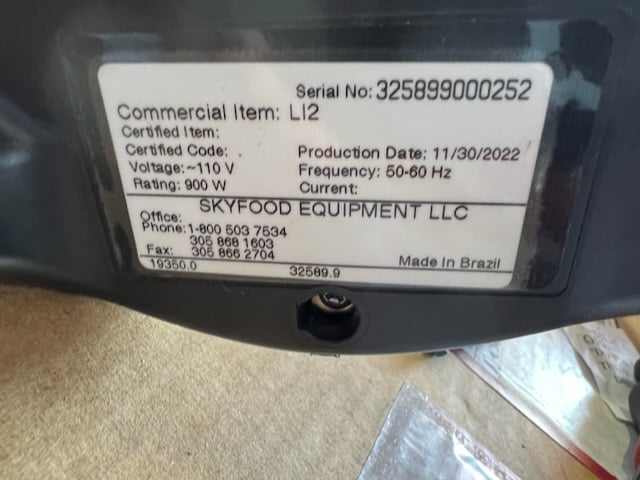 Serial No: 325899000252
Commercial Item: LI2
Certified Item:
Certified Code: .
Production Date: 11/30/2022
Voltage: ~110 V
Frequency: 50-60 Hz
Rating: 900 W
Current:
SKYFOOD EQUIPMENT LLC
Office:
Phone: 1-800 503 7534
305 868 1603
Fax: 305 866 2704
Made In Brazil
19350.0
32589.9